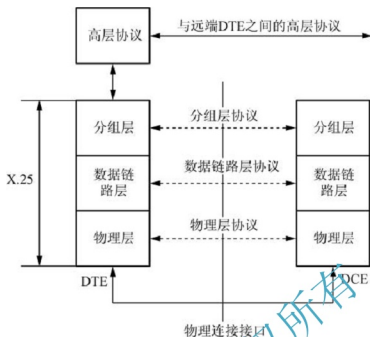 高层协议
与远端DTE之间的高层协议
分组层
分组层协议
分组层
X.25
数据链
路层
数据链路层协议
数据链
路层
物理层
物理层协议
物理层
DTE
DCE
物理连接接口
所有